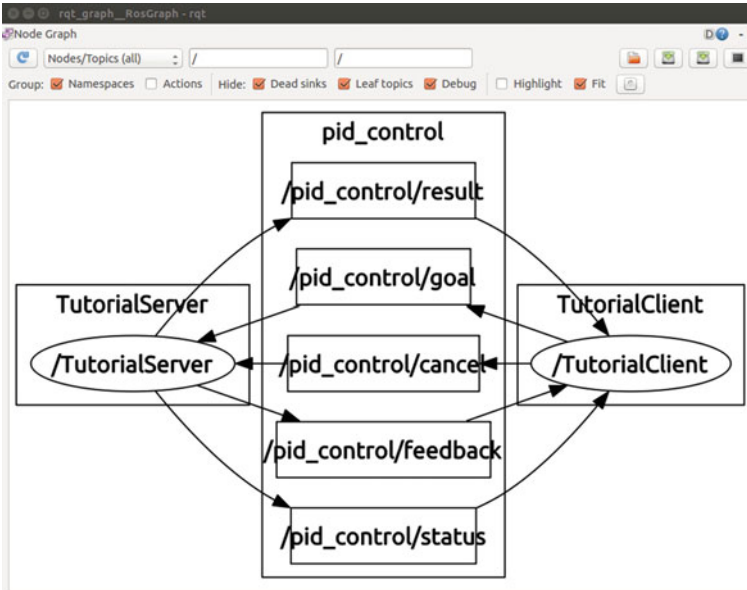 rqt_graph__RosGraph - rqt
Node Graph
D
-
Nodes/Topics (all)
/
/
Group: Namespaces Actions Hide: Dead sinks Leaf topics Debug Highlight Fit
pid_control
/pid_control/result
/pid_control/goal
TutorialServer
TutorialClient
/TutorialServer
/pid_control/cancel
/TutorialClient
/pid_control/feedback
/pid_control/status